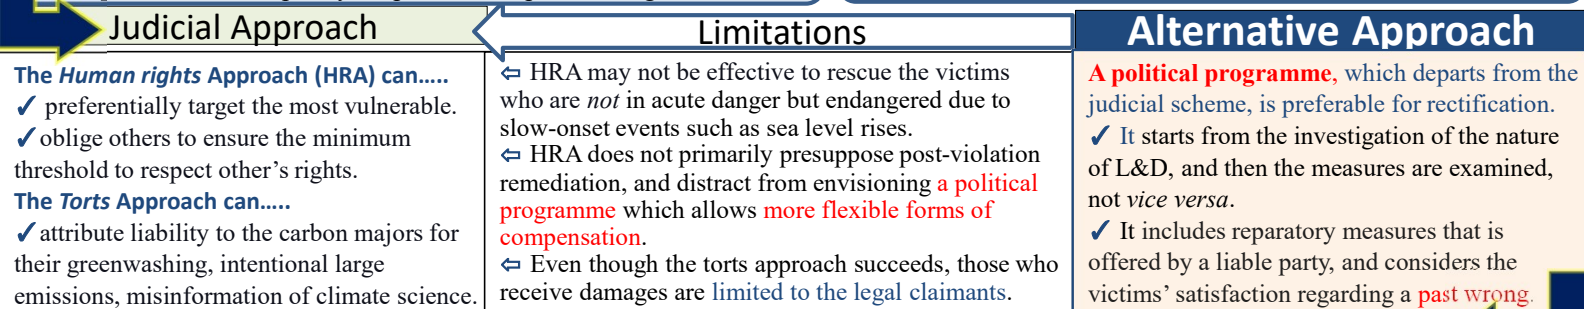 Judicial Approach
The Human rights Approach (HRA) can…..
✓ preferentially target the most vulnerable.
✓oblige others to ensure the minimum
threshold to respect other’s rights.
The Torts Approach can…..
✓attribute liability to the carbon majors for
their greenwashing, intentional large
emissions, misinformation of climate science.
Limitations
⇦ HRA may not be effective to rescue the victims
who are not in acute danger but endangered due to
slow-onset events such as sea level rises.
⇦ HRA does not primarily presuppose post-violation
remediation, and distract from envisioning a political
programme which allows more flexible forms of
compensation.
⇦ Even though the torts approach succeeds, those who
receive damages are limited to the legal claimants.
Alternative Approach
A political programme, which departs from the
judicial scheme, is preferable for rectification.
✓ It starts from the investigation of the nature
of L&D, and then the measures are examined,
not vice versa.
✓ It includes reparatory measures that is
offered by a liable party, and considers the
victims’ satisfaction regarding a past wrong.